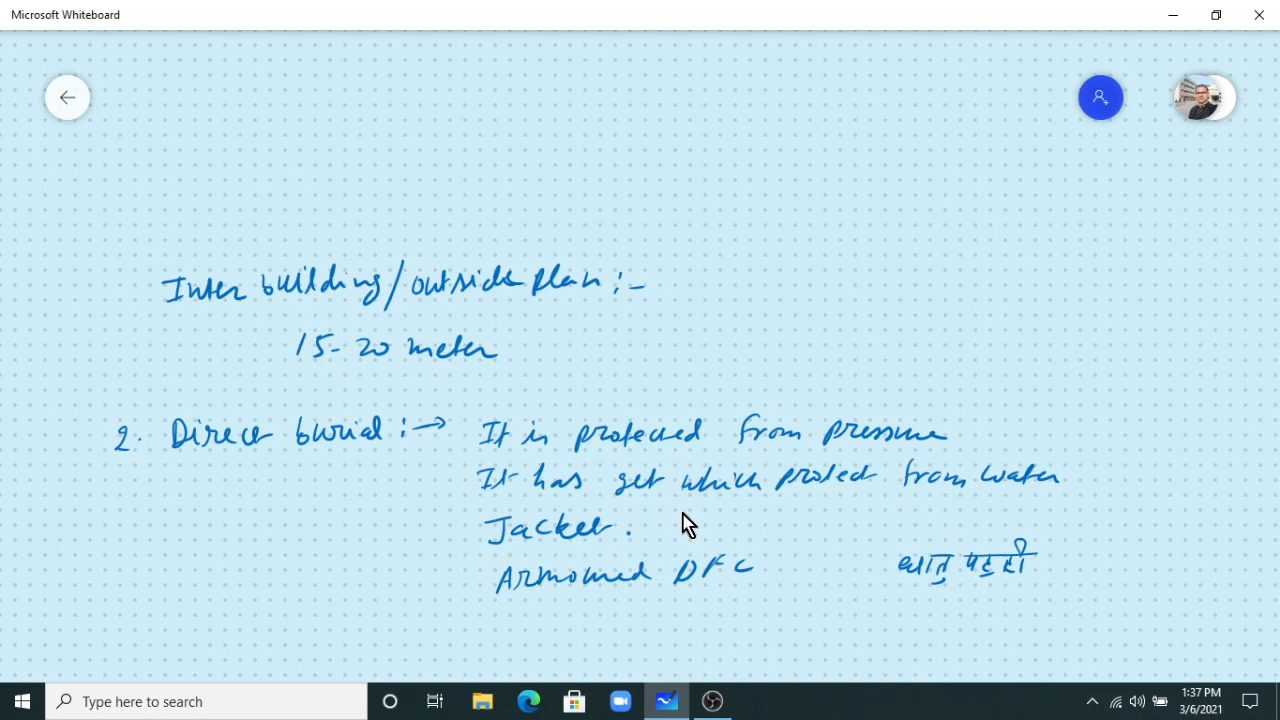 Microsoft Whiteboard
Inter building/outside plan :-
15-20 meter
2. Direct burial :→ It is protected from pressure
It has gel which protect from water
Jacket.
Armoured OFC
धातु पट्टी
Type here to search
1:37 PM
3/6/2021